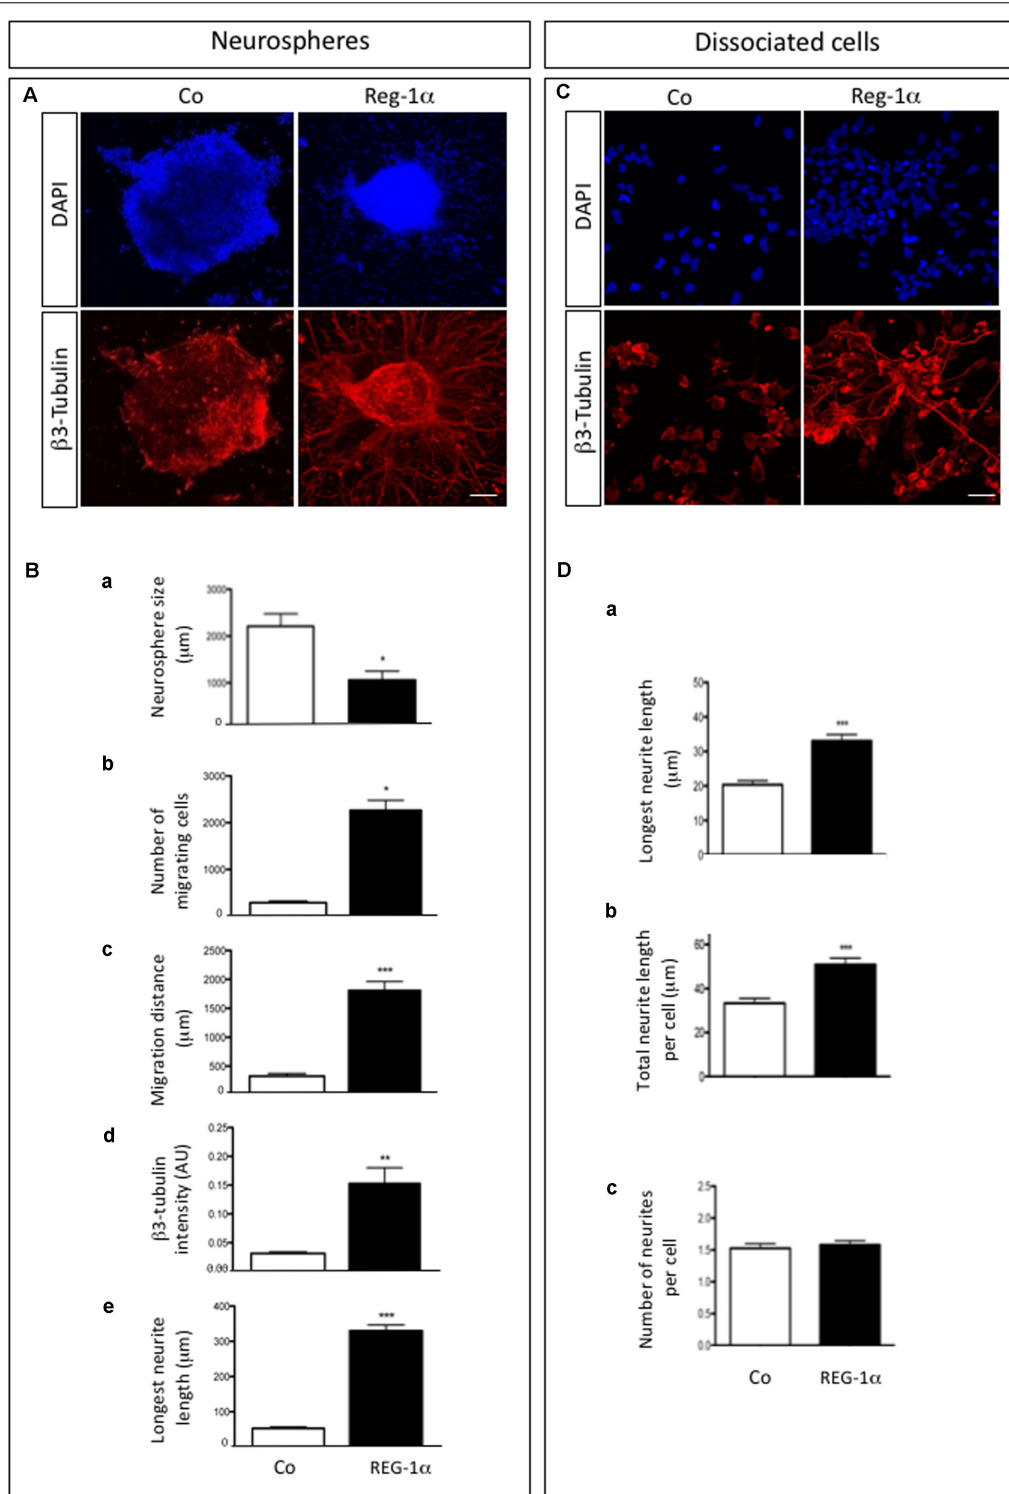 Neurospheres
Dissociated cells
A
Co
Reg-1α
DAPI
β3-Tubulin
C
Co
Reg-1α
DAPI
β3-Tubulin
B
a
Neurosphere size
(μm)
3000
2000
1000
0
*
b
Number of
migrating cells
3000
2000
1000
0
*
c
Migration distance
(μm)
2500
2000
1500
1000
500
0
***
d
β3-tubulin
intensity (AU)
0.25
0.20
0.15
0.10
0.05
0.00
**
e
Longest neurite
length (μm)
400
300
200
100
0
***
Co
REG-1α
D
a
Longest neurite length
(μm)
50
40
30
20
10
0
***
b
Total neurite length
per cell (μm)
60
40
20
0
***
c
Number of neurites
per cell
2.5
2.0
1.5
1.0
0.5
0.0
Co
REG-1α